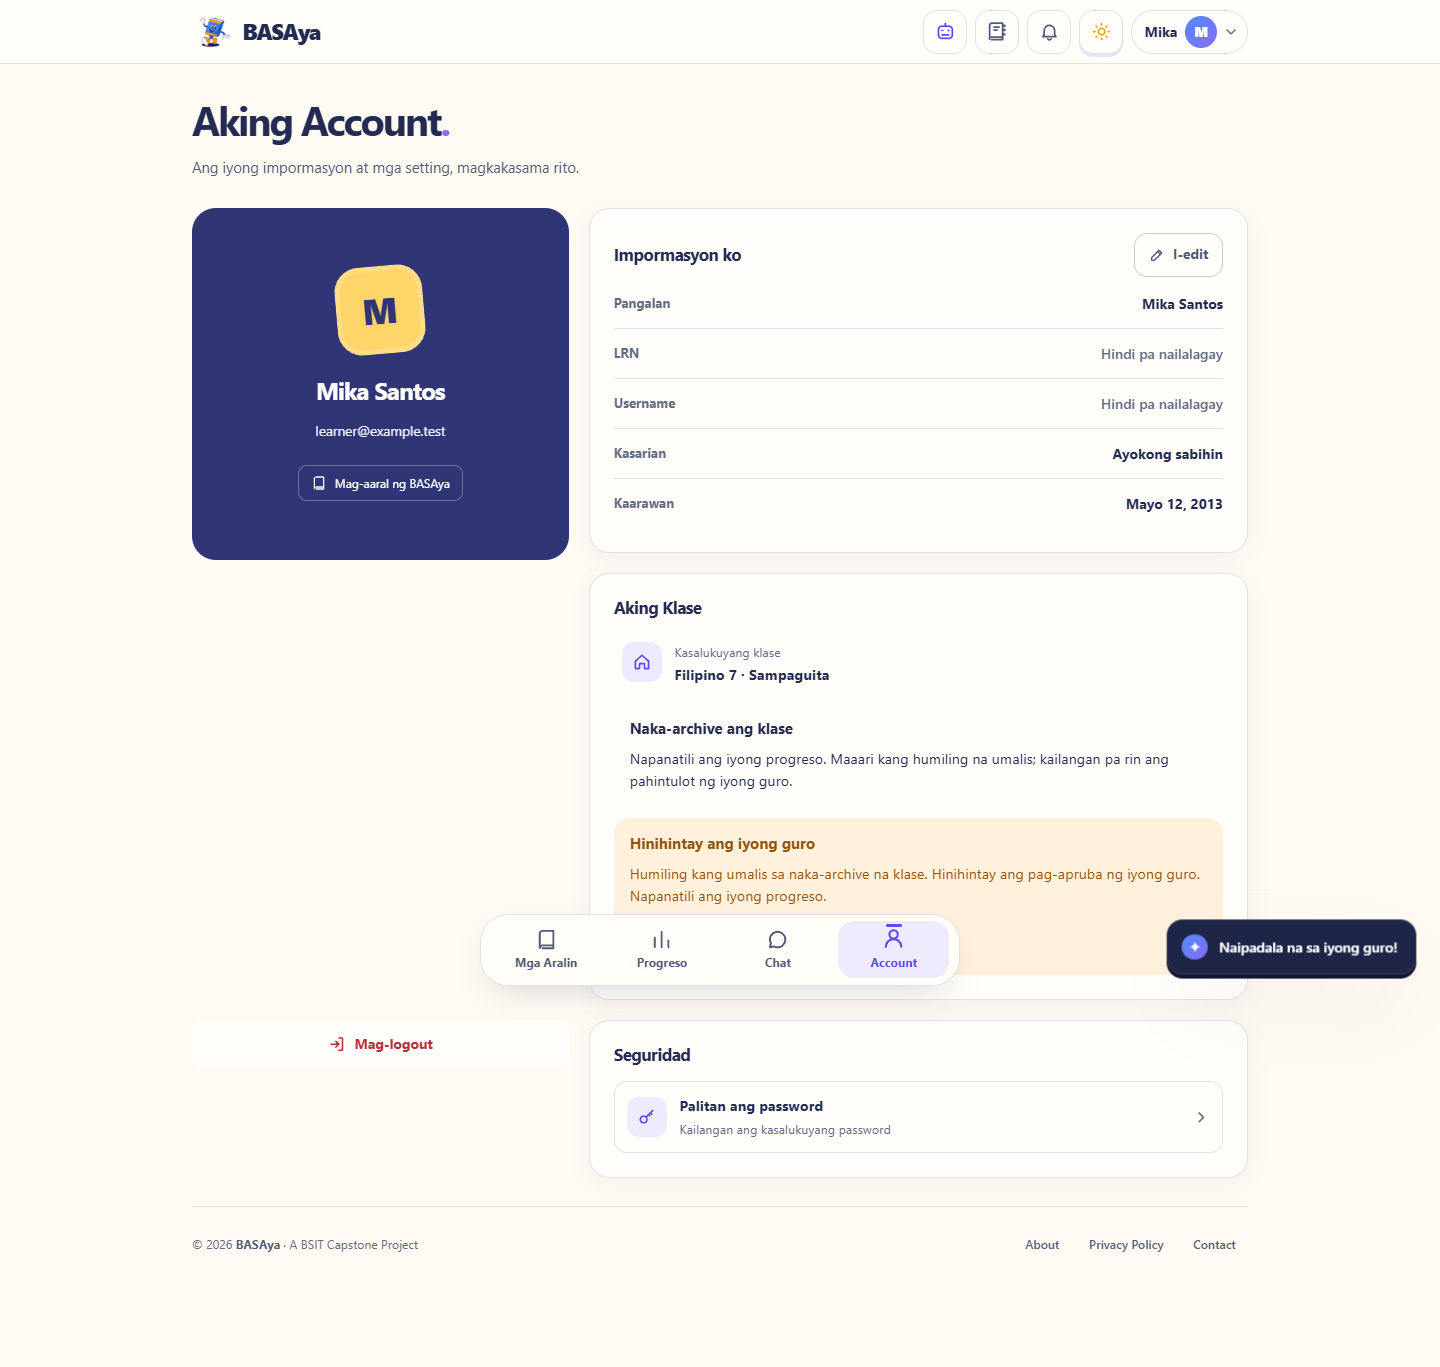 BASAya
Mika
M
Aking Account.
Ang iyong impormasyon at mga setting, magkakasama rito.
M
Mika Santos
learner@example.test
Mag-aaral ng BASAya
Impormasyon ko
I-edit
Pangalan
Mika Santos
LRN
Hindi pa nailalagay
Username
Hindi pa nailalagay
Kasarian
Ayokong sabihin
Kaarawan
Mayo 12, 2013
Aking Klase
Kasalukuyang klase
Filipino 7 · Sampaguita
Naka-archive ang klase
Napanatili ang iyong progreso. Maaari kang humiling na umalis; kailangan pa rin ang
pahintulot ng iyong guro.
Hinihintay ang iyong guro
Humiling kang umalis sa naka-archive na klase. Hinihintay ang pag-apruba ng iyong guro.
Napanatili ang iyong progreso.
Mga Aralin
Progreso
Chat
Account
Naipadala na sa iyong guro!
Mag-logout
Seguridad
Palitan ang password
Kailangan ang kasalukuyang password
© 2026 BASAya · A BSIT Capstone Project
About
Privacy Policy
Contact